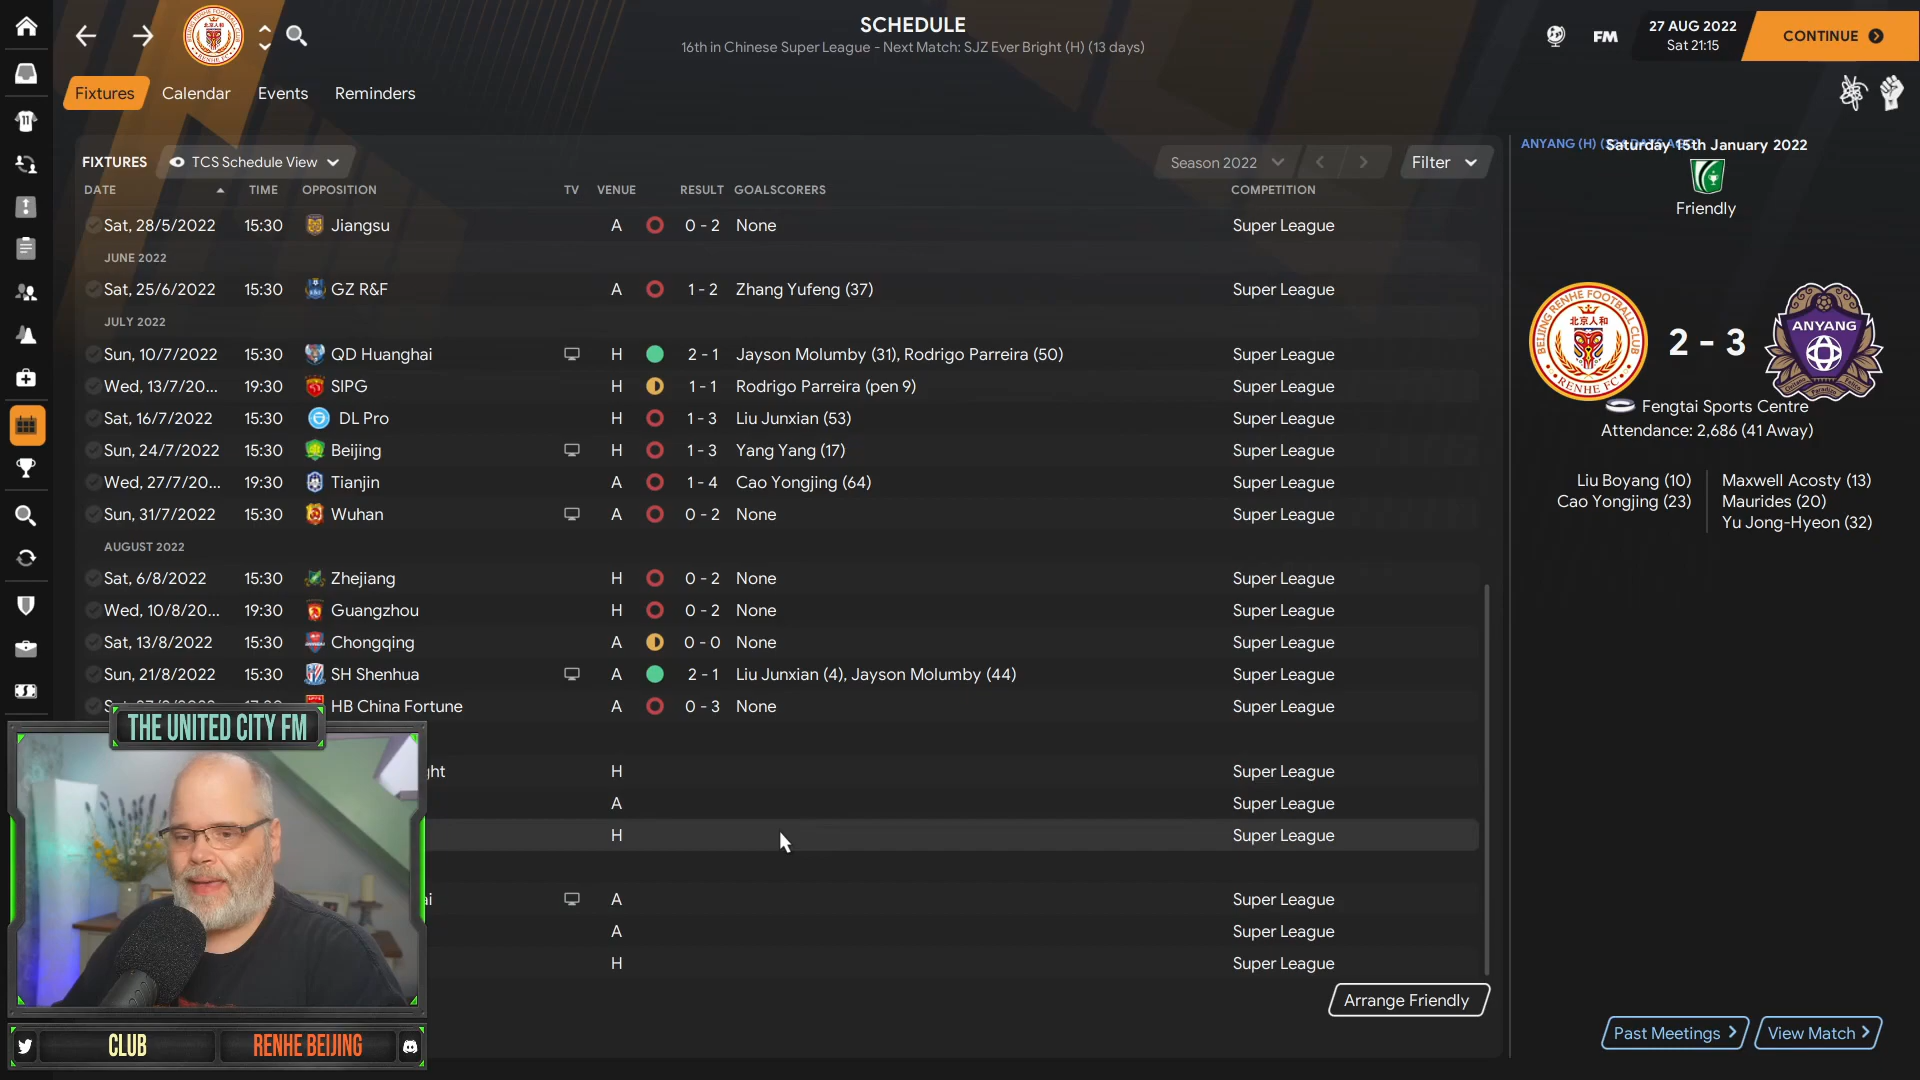 SCHEDULE
16th in Chinese Super League - Next Match: SJZ Ever Bright (H) (13 days)
FM
27 AUG 2022
Sat 21:15
CONTINUE
Fixtures Calendar Events Reminders
FIXTURES TCS Schedule View Season 2022 Filter
DATE TIME OPPOSITION TV VENUE RESULT GOALSCORERS COMPETITION
Sat, 28/5/2022 15:30 Jiangsu A 0 - 2 None Super League
JUNE 2022
Sat, 25/6/2022 15:30 GZ R&F A 1 - 2 Zhang Yufeng (37) Super League
JULY 2022
Sun, 10/7/2022 15:30 QD Huanghai H 2 - 1 Jayson Molumby (31), Rodrigo Parreira (50) Super League
Wed, 13/7/20... 19:30 SIPG H 1 - 1 Rodrigo Parreira (pen 9) Super League
Sat, 16/7/2022 15:30 DL Pro H 1 - 3 Liu Junxian (53) Super League
Sun, 24/7/2022 15:30 Beijing H 1 - 3 Yang Yang (17) Super League
Wed, 27/7/20... 19:30 Tianjin A 1 - 4 Cao Yongjing (64) Super League
Sun, 31/7/2022 15:30 Wuhan A 0 - 2 None Super League
AUGUST 2022
Sat, 6/8/2022 15:30 Zhejiang H 0 - 2 None Super League
Wed, 10/8/20... 19:30 Guangzhou H 0 - 2 None Super League
Sat, 13/8/2022 15:30 Chongqing A 0 - 0 None Super League
Sun, 21/8/2022 15:30 SH Shenhua A 2 - 1 Liu Junxian (4), Jayson Molumby (44) Super League
HB China Fortune A 0 - 3 None Super League
ght H Super League
A Super League
H Super League
ai A Super League
A Super League
H Super League
Arrange Friendly
ANYANG (H)
Saturday 15th January 2022
Friendly
BEIJING RENHE FOOTBALL CLUB
北京人和
RENHE FC
2 - 3
ANYANG
Fengtai Sports Centre
Attendance: 2,686 (41 Away)
Liu Boyang (10) Maxwell Acosty (13)
Cao Yongjing (23) Maurides (20)
Yu Jong-Hyeon (32)
Past Meetings View Match
THE UNITED CITY FM
CLUB RENHE BEIJING